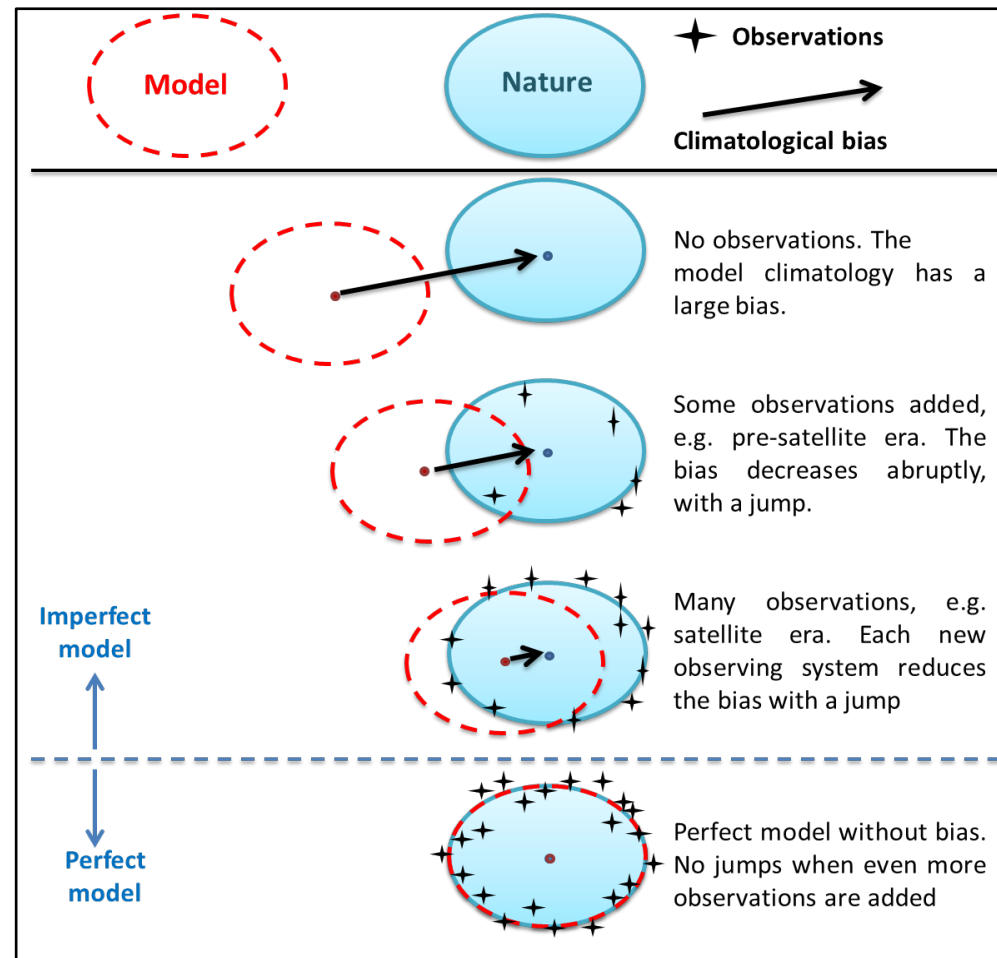 Model
Nature
Observations
Climatological bias
No observations. The
model climatology has a
large bias.
Some observations added,
e.g. pre-satellite era. The
bias decreases abruptly,
with a jump.
Imperfect
model
Many observations, e.g.
satellite era. Each new
observing system reduces
the bias with a jump
Perfect
model
Perfect model without bias.
No jumps when even more
observations are added